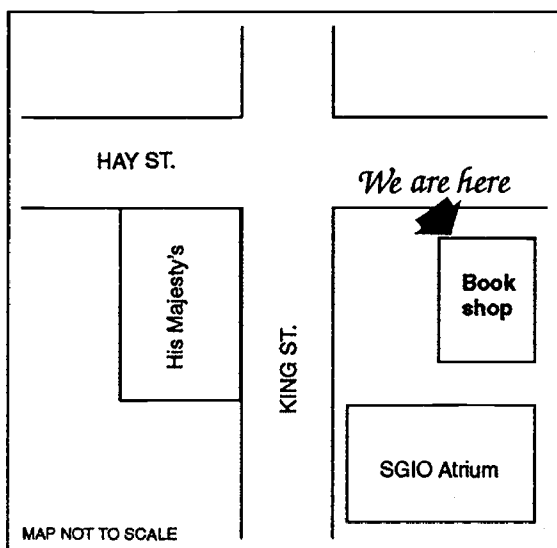 HAY ST.
We are here
His Majesty's
Book
shop
KING ST.
SGIO Atrium
MAP NOT TO SCALE